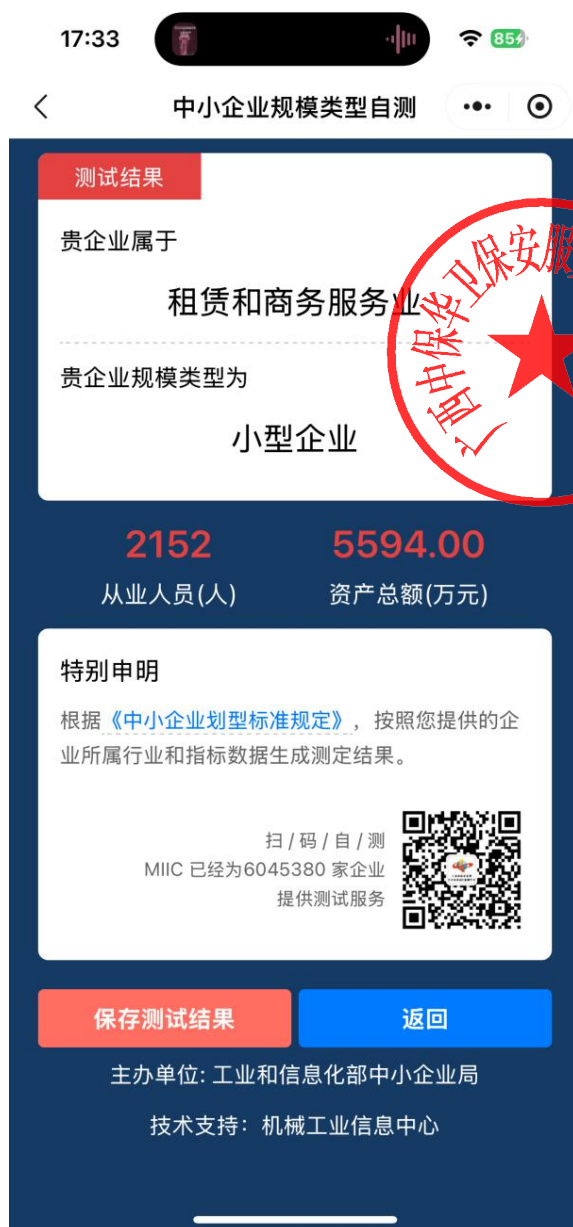 17:33
85
中小企业规模类型自测
测试结果
贵企业属于
租赁和商务服务业
贵企业规模类型为
小型企业
广西中保华卫保安服
2152
5594.00
从业人员(人)
资产总额(万元)
特别申明
根据《中小企业划型标准规定》，按照您提供的企
业所属行业和指标数据生成测定结果。
扫 / 码 / 自 / 测
MIIC 已经为6045380 家企业
提供测试服务
保存测试结果
返回
主办单位: 工业和信息化部中小企业局
技术支持：机械工业信息中心